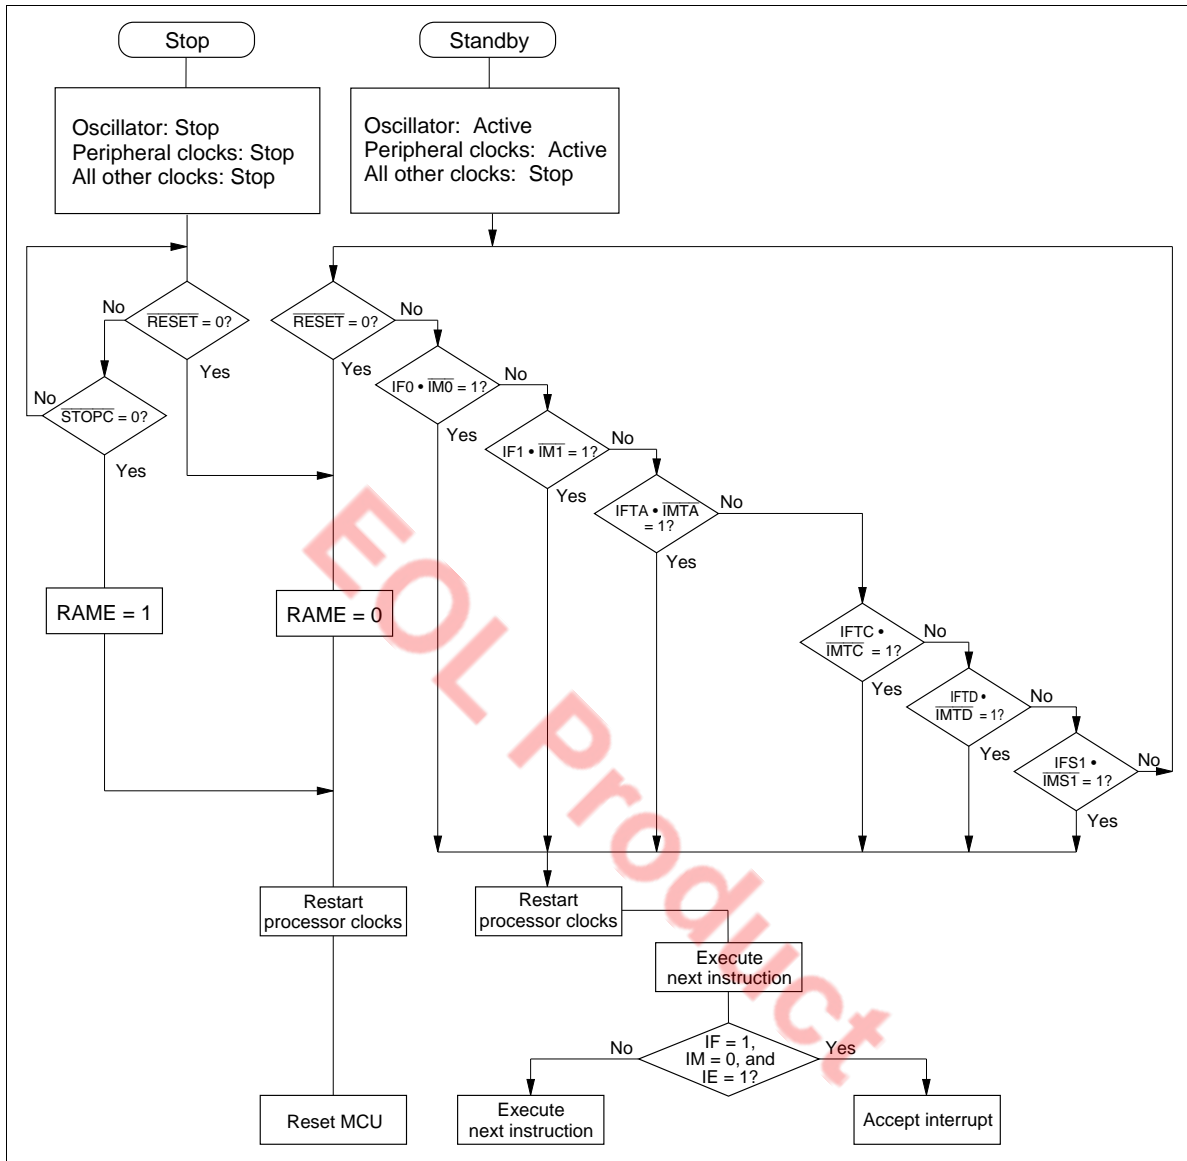 Stop
Standby
Oscillator: Stop
Peripheral clocks: Stop
All other clocks: Stop
Oscillator: Active
Peripheral clocks: Active
All other clocks: Stop
No
RESET = 0?
Yes
No
STOPC = 0?
Yes
RESET = 0?
No
Yes
IF0 • IM0 = 1?
No
Yes
IF1 • IM1 = 1?
No
Yes
IFTA • IMTA
= 1?
No
Yes
IFTC •
IMTC = 1?
No
Yes
IFTD •
IMTD = 1?
No
Yes
IFS1 •
IMS1 = 1?
No
Yes
RAME = 1
RAME = 0
Restart
processor clocks
Restart
processor clocks
Execute
next instruction
IF = 1,
IM = 0, and
IE = 1?
No
Yes
Reset MCU
Execute
next instruction
Accept interrupt
EOL Product